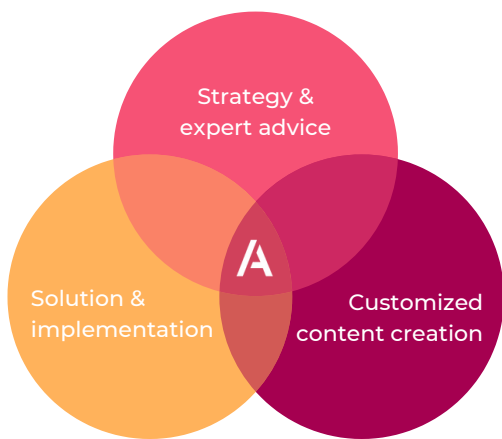 Strategy &
expert advice
A
Solution &
implementation
Customized
content creation